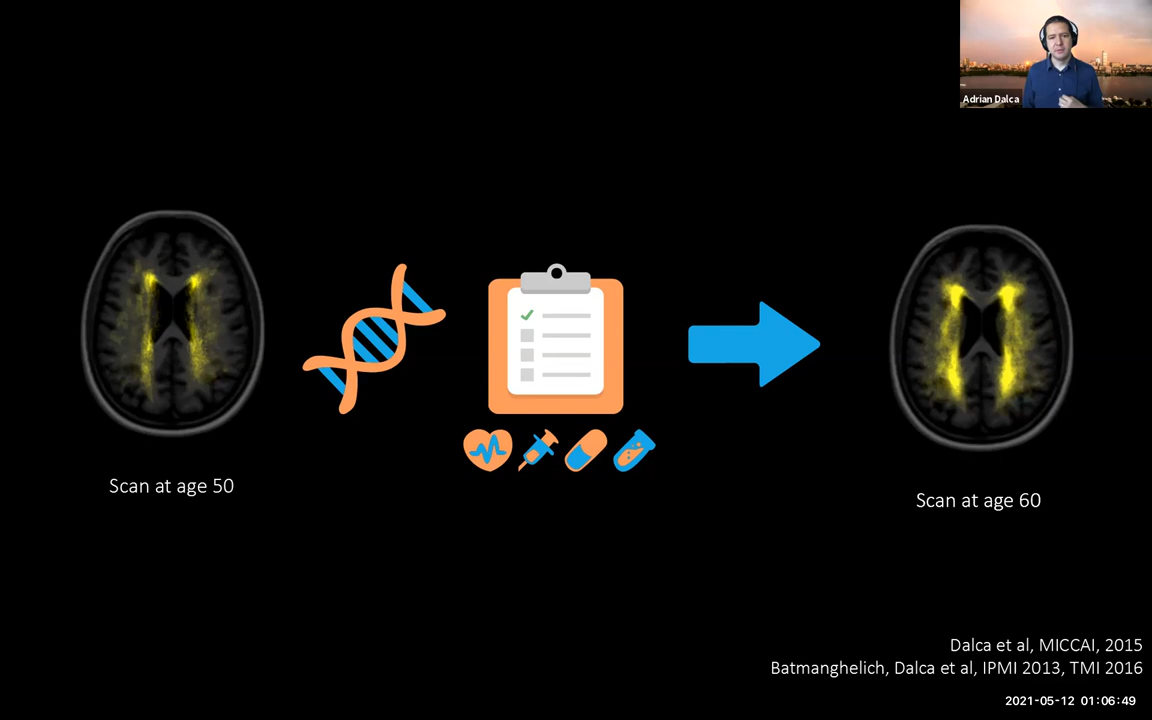 Adrian Dalca
Scan at age 50
Scan at age 60
Dalca et al, MICCAI, 2015
Batmanghelich, Dalca et al, IPMI 2013, TMI 2016
2021-05-12 01:06:49